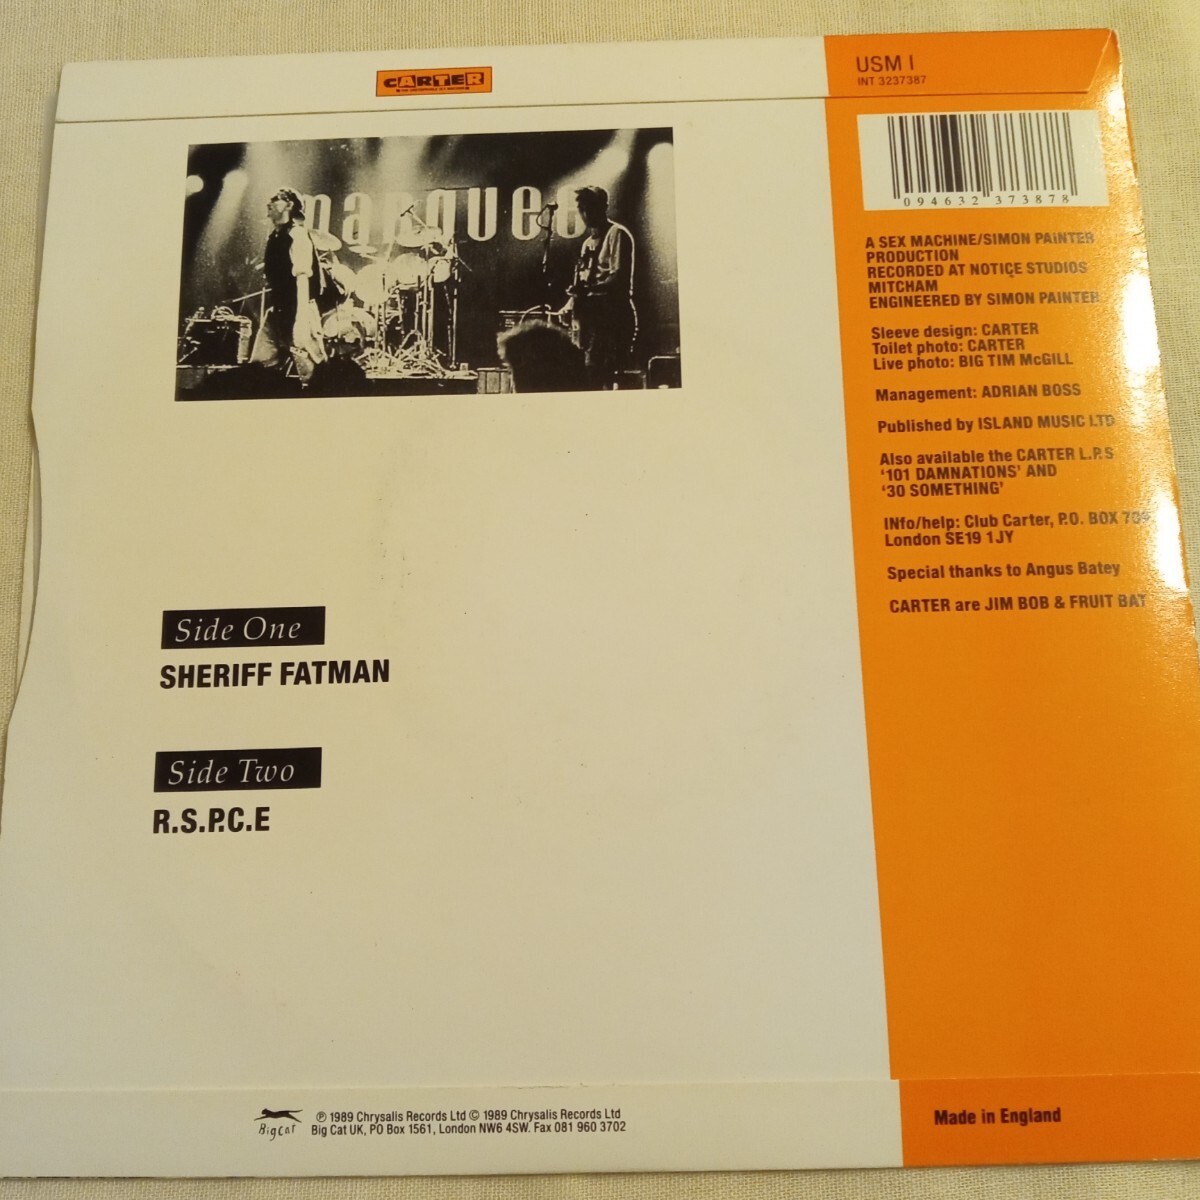 CARTER
THE UNSTOPPABLE SEX MACHINE
USM I
INT 3237387
marquee
094632 373878
A SEX MACHINE/SIMON PAINTER
PRODUCTION
RECORDED AT NOTICE STUDIOS
MITCHAM
ENGINEERED BY SIMON PAINTER
Sleeve design: CARTER
Toilet photo: CARTER
Live photo: BIG TIM McGILL
Management: ADRIAN BOSS
Published by ISLAND MUSIC LTD
Also available the CARTER L.P.S
‘101 DAMNATIONS’ AND
‘30 SOMETHING’
INfo/help: Club Carter, P.O. BOX
London SE19 1JY
Special thanks to Angus Batey
CARTER are JIM BOB & FRUIT BAT
Side One
SHERIFF FATMAN
Side Two
R.S.P.C.E
Big Cat
℗ 1989 Chrysalis Records Ltd © 1989 Chrysalis Records Ltd
Big Cat UK, PO Box 1561, London NW6 4SW. Fax 081 960 3702
Made in England